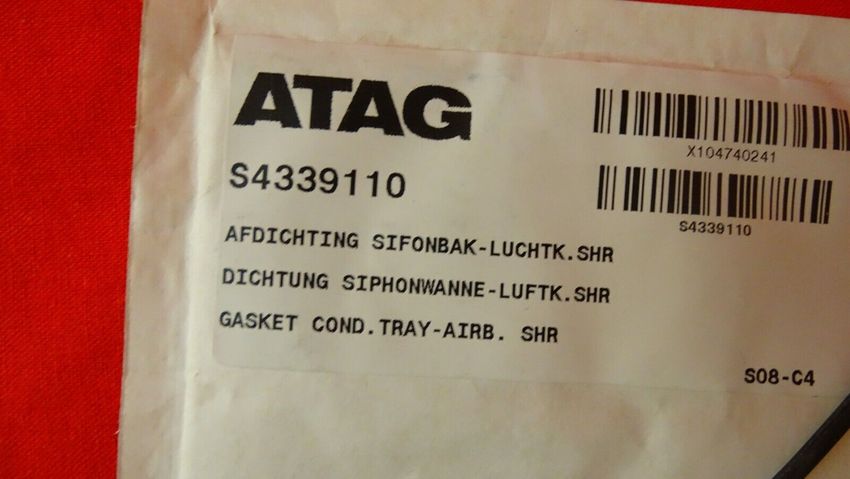 ATAG
X104740241
S4339110
S4339110
AFDICHTING SIFONBAK-LUCHTK.SHR
DICHTUNG SIPHONWANNE-LUFTK.SHR
GASKET COND.TRAY-AIRB. SHR
S08-C4